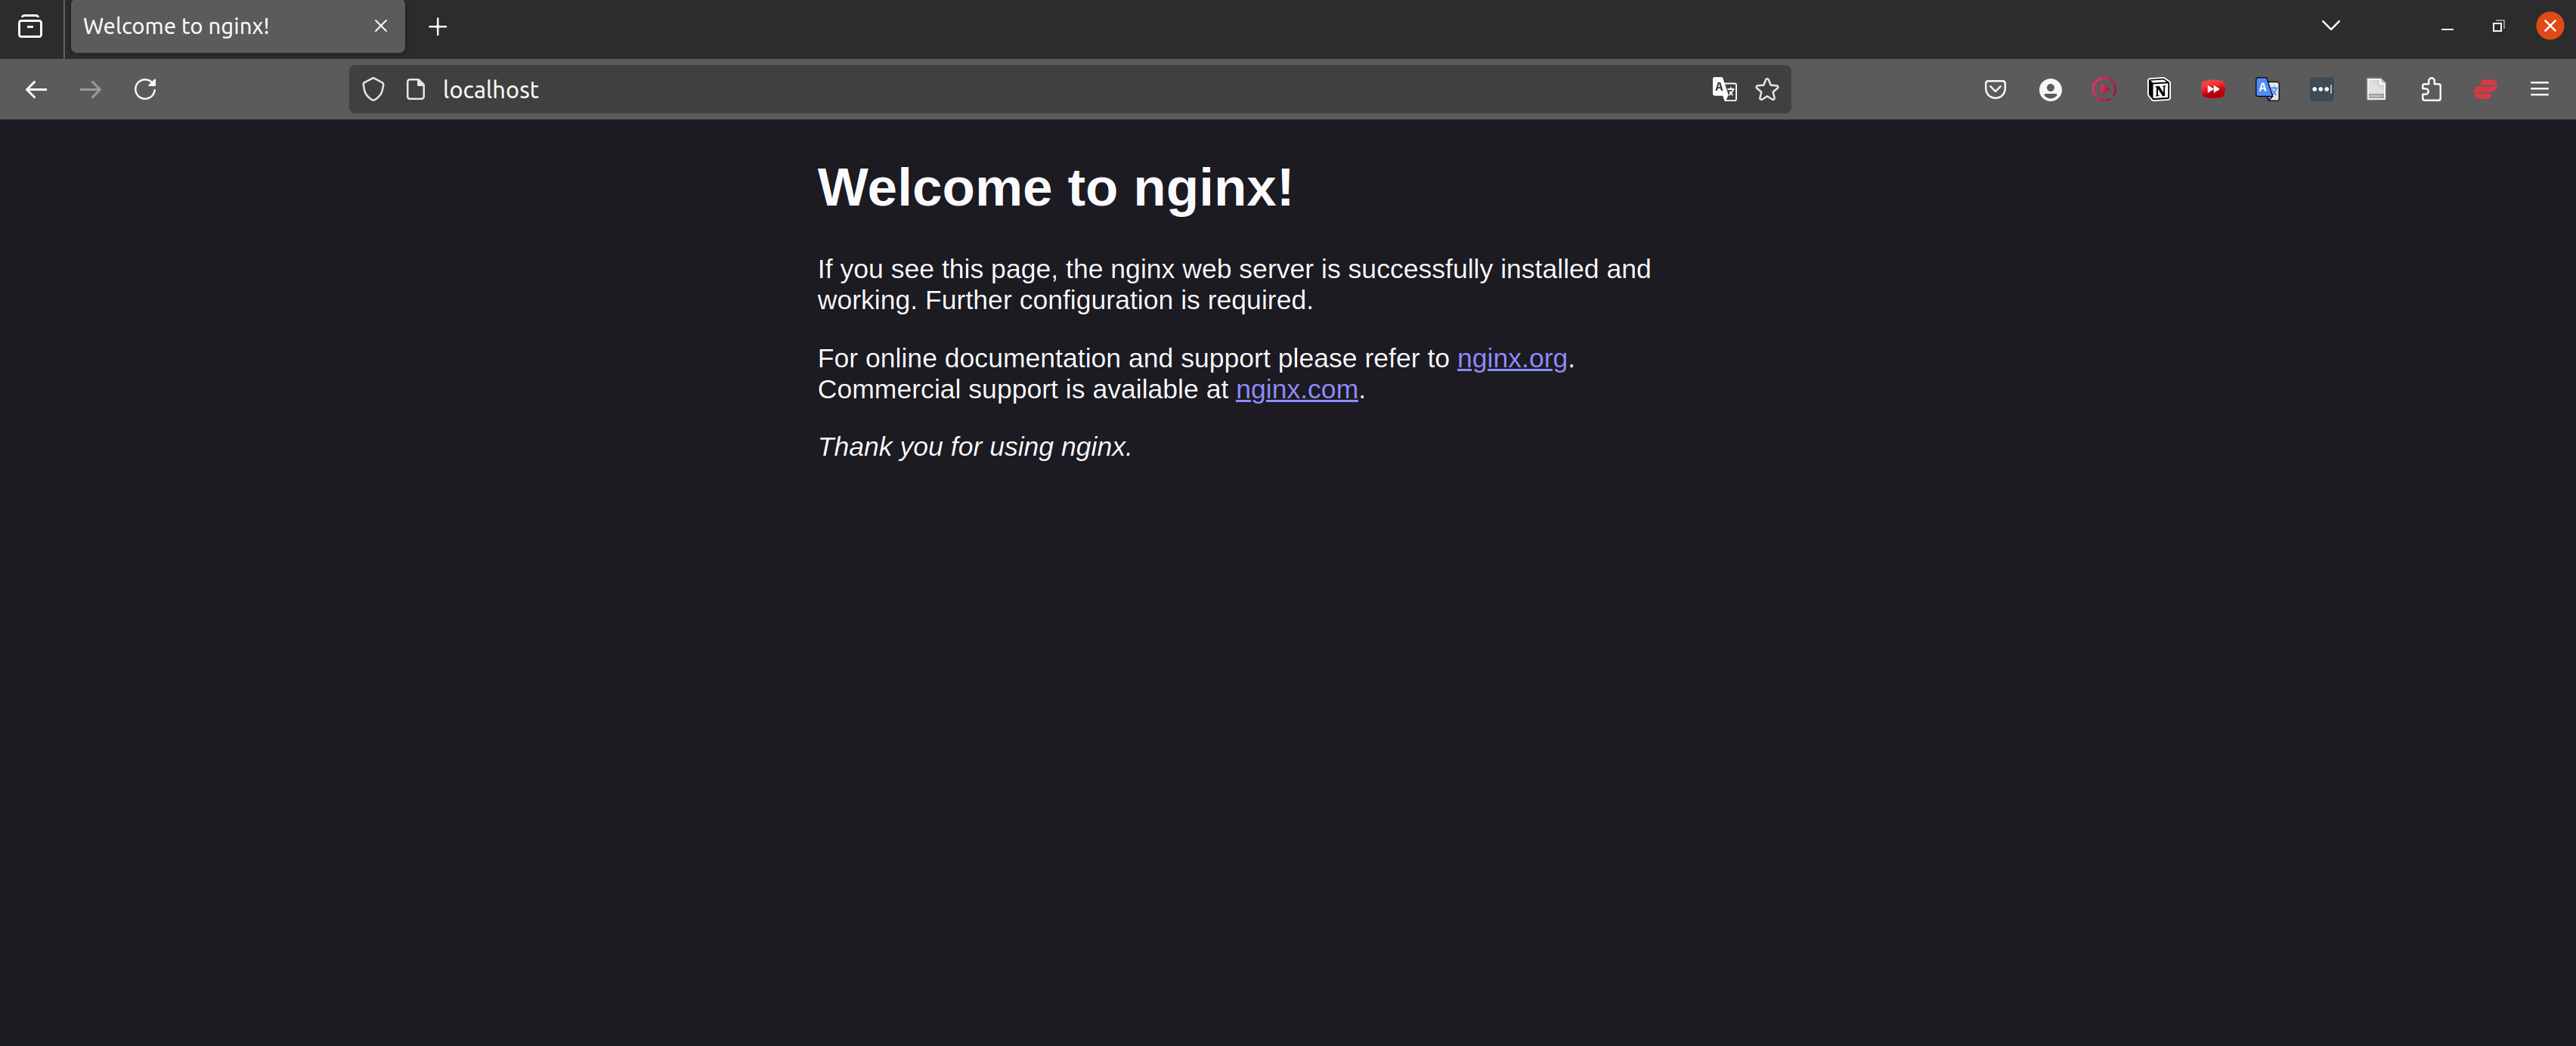 Welcome to nginx!
localhost
Welcome to nginx!
If you see this page, the nginx web server is successfully installed and
working. Further configuration is required.
For online documentation and support please refer to nginx.org.
Commercial support is available at nginx.com.
Thank you for using nginx.